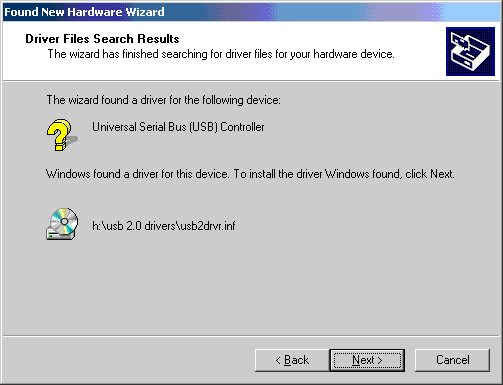 Found New Hardware Wizard
Driver Files Search Results
The wizard has finished searching for driver files for your hardware device.
The wizard found a driver for the following device:
Universal Serial Bus (USB) Controller
Windows found a driver for this device. To install the driver Windows found, click Next.
h:\usb 2.0 drivers\usb2drvr.inf
< Back
Next >
Cancel